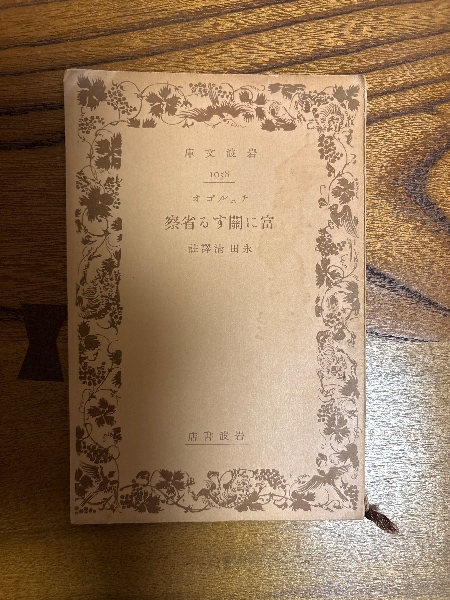 岩波文庫
チュルゴオ
富に關する省察
永田清譯註
岩波書店